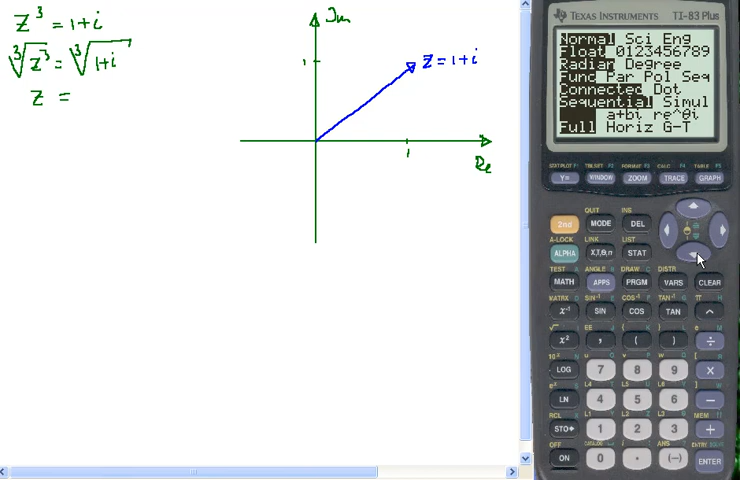 z³ = 1+i
∛z³ = ∛1+i
z =
Im
1
z = 1+i
1
Re
TEXAS INSTRUMENTS TI-83 Plus
Normal Sci Eng
Float 0123456789
Radian Degree
Func Par Pol Seq
Connected Dot
Sequential Simul
a+bi re^θi
Full Horiz G-T
STAT PLOT F1 TBLSET F2 FORMAT F3 CALC F4 TABLE F5
Y= WINDOW ZOOM TRACE GRAPH
QUIT INS
2nd MODE DEL
A-LOCK LINK LIST
ALPHA X,T,θ,n STAT
TEST A ANGLE B DRAW C DISTR
MATH APPS PRGM VARS CLEAR
MATRX D SIN⁻¹ E COS⁻¹ F TAN⁻¹ G π H
x⁻¹ SIN COS TAN ^
√ I EE J { K } L e M
x² , ( ) ÷
10ˣ N u O v P w Q [ R
LOG 7 8 9 ×
eˣ S L4 T L5 U L6 V ] W
LN 4 5 6 −
RCL X L1 Y L2 Z L3 θ MEM "
STO▸ 1 2 3 +
OFF CATALOG i ANS ? ENTRY SOLVE
ON 0 . (−) ENTER